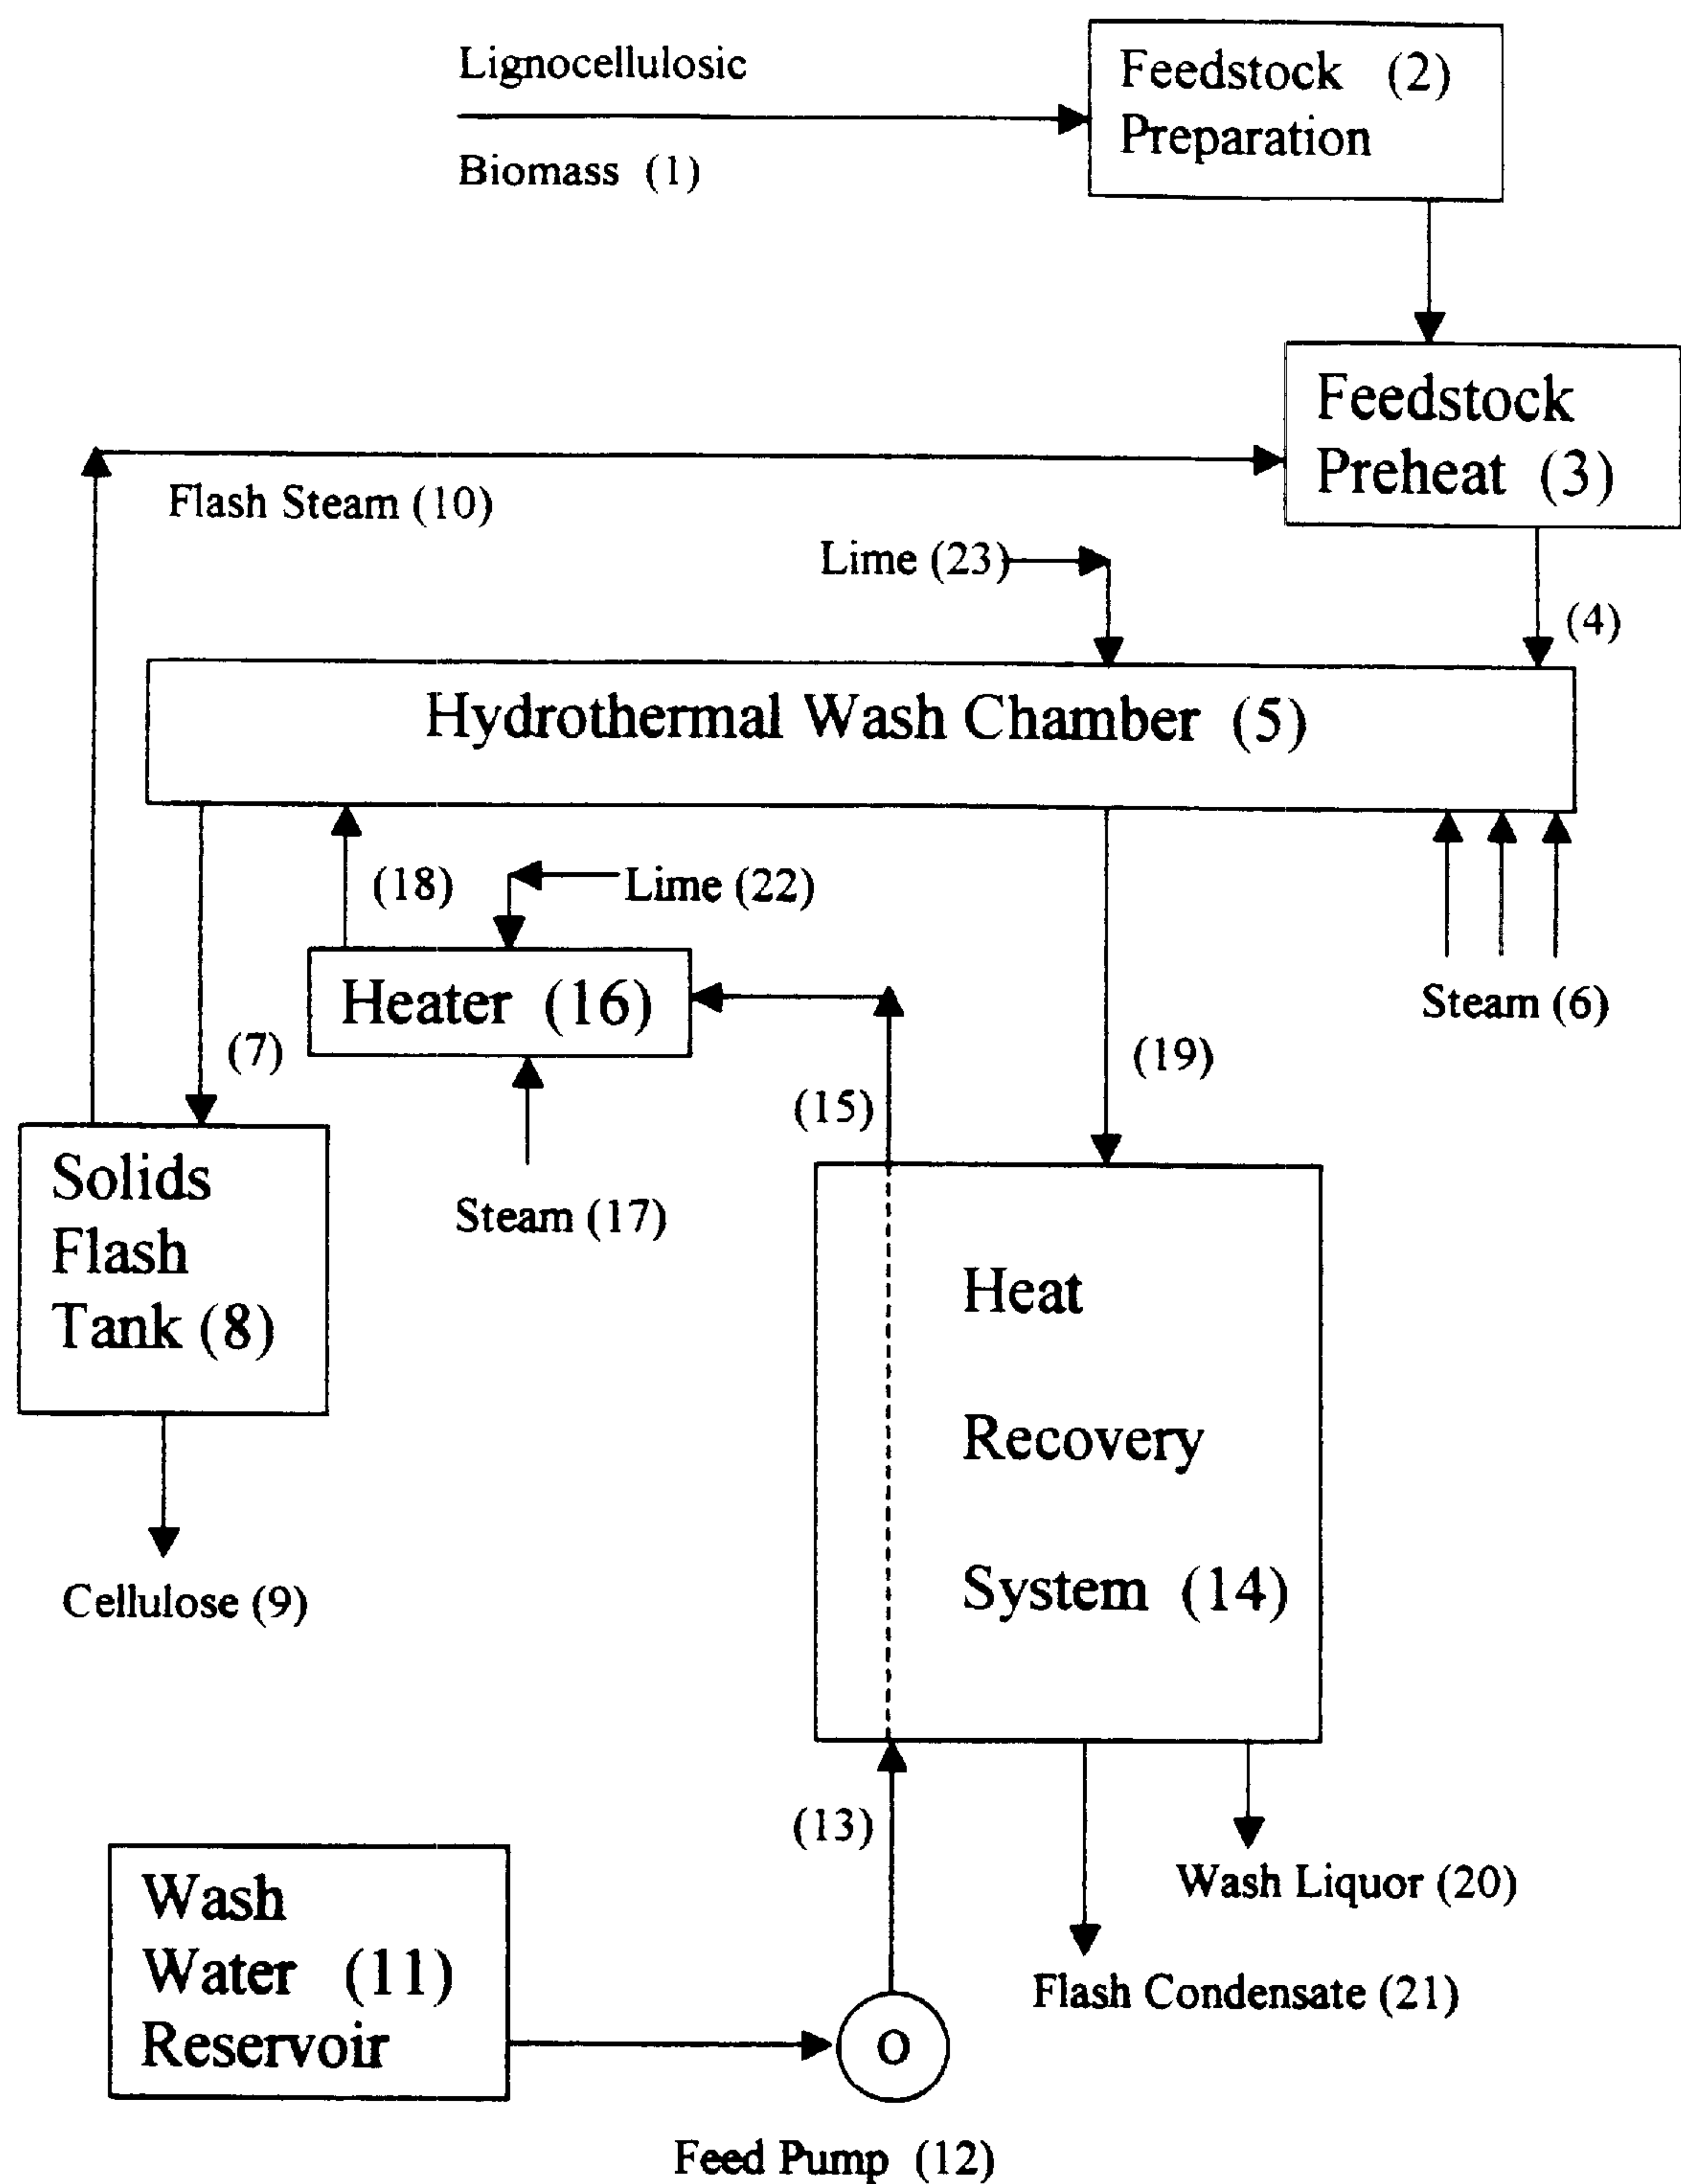 Lignocellulosic
Biomass (1)
Feedstock (2)
Preparation
Feedstock
Preheat (3)
Flash Steam (10)
Lime (23)
(4)
Hydrothermal Wash Chamber (5)
(18)
Lime (22)
Heater (16)
Steam (6)
(7)
(19)
(15)
Solids
Flash
Tank (8)
Steam (17)
Heat
Recovery
System (14)
Cellulose (9)
(13)
Wash Liquor (20)
Wash
Water (11)
Reservoir
Flash Condensate (21)
O
Feed Pump (12)